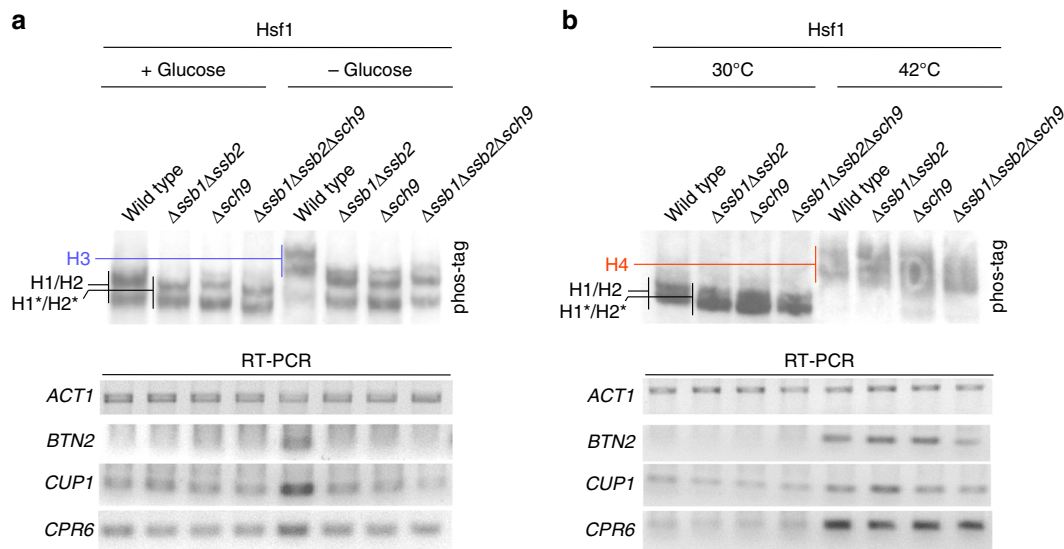 a
Hsf1
+ Glucose
– Glucose
Wild type
Δssb1Δssb2
Δsch9
Δssb1Δssb2Δsch9
Wild type
Δssb1Δssb2
Δsch9
Δssb1Δssb2Δsch9
H3
H1/H2
H1*/H2*
phos-tag
RT-PCR
ACT1
BTN2
CUP1
CPR6
b
Hsf1
30°C
42°C
Wild type
Δssb1Δssb2
Δsch9
Δssb1Δssb2Δsch9
Wild type
Δssb1Δssb2
Δsch9
Δssb1Δssb2Δsch9
H4
H1/H2
H1*/H2*
phos-tag
RT-PCR
ACT1
BTN2
CUP1
CPR6